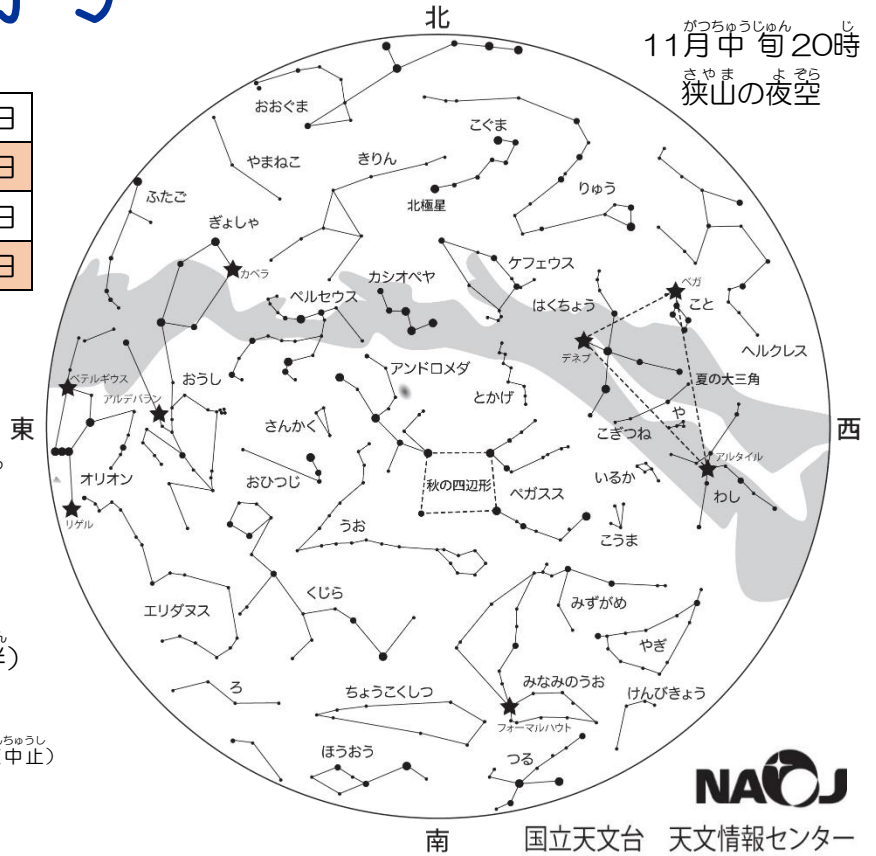 北
11月中旬20時
がつちゅうじゅん じ
狭山の夜空
さやま よぞら
日
日
日
日
おおぐま
こぐま
やまねこ
きりん
りゅう
ふたご
北極星
ぎょしゃ
カペラ
カシオペヤ
ケフェウス
ペルセウス
はくちょう
ベガ
こと
デネブ
ヘルクレス
アンドロメダ
ベテルギウス
おうし
とかげ
夏の大三角
アルデバラン
や
東
さんかく
こぎつね
西
アルタイル
オリオン
おひつじ
秋の四辺形
ペガスス
いるか
わし
リゲル
うお
こうま
エリダヌス
くじら
みずがめ
やぎ
ろ
ちょうこくしつ
みなみのうお
けんびきょう
フォーマルハウト
ほうおう
つる
中止)
ちゅうし
NAOJ
南
国立天文台 天文情報センター